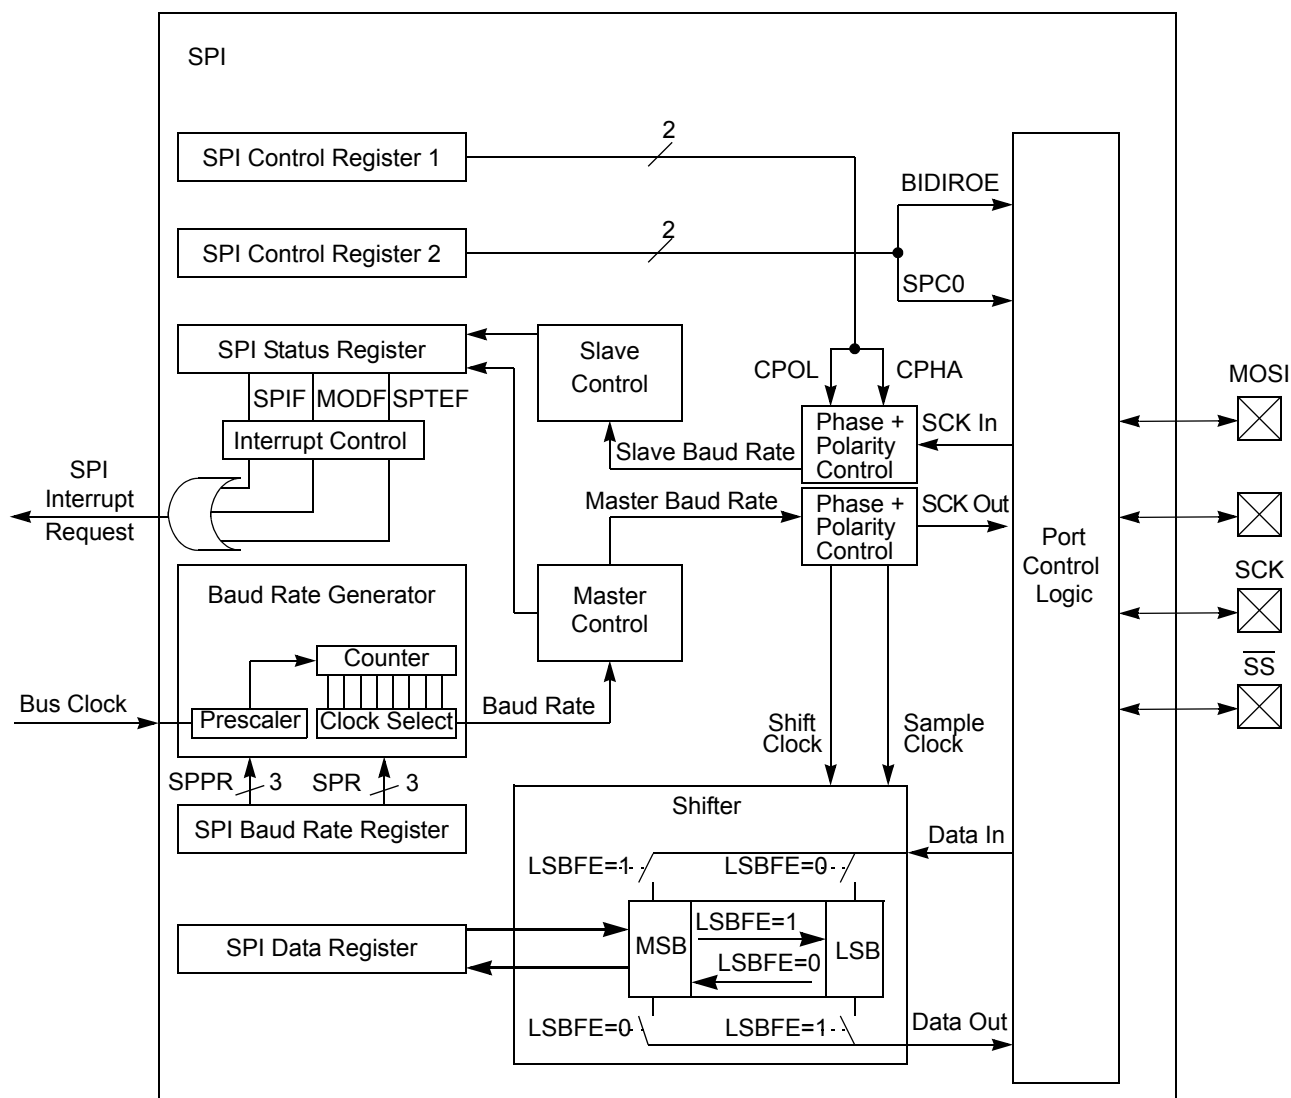 SPI
SPI Control Register 1
2
BIDIROE
SPI Control Register 2
2
SPC0
SPI Status Register
Slave
Control
CPOL
CPHA
MOSI
SPIF
MODF
SPTEF
Interrupt Control
Slave Baud Rate
Phase +
Polarity
Control
SCK In
SPI
Interrupt
Request
Master Baud Rate
Phase +
Polarity
Control
SCK Out
Port
Control
Logic
SCK
SS
Baud Rate Generator
Counter
Prescaler
Clock Select
Bus Clock
Master
Control
Baud Rate
Shift
Clock
Sample
Clock
SPPR
3
SPR
3
SPI Baud Rate Register
Shifter
Data In
LSBFE=1
LSBFE=0
SPI Data Register
MSB
LSBFE=1
LSBFE=0
LSB
LSBFE=0
LSBFE=1
Data Out